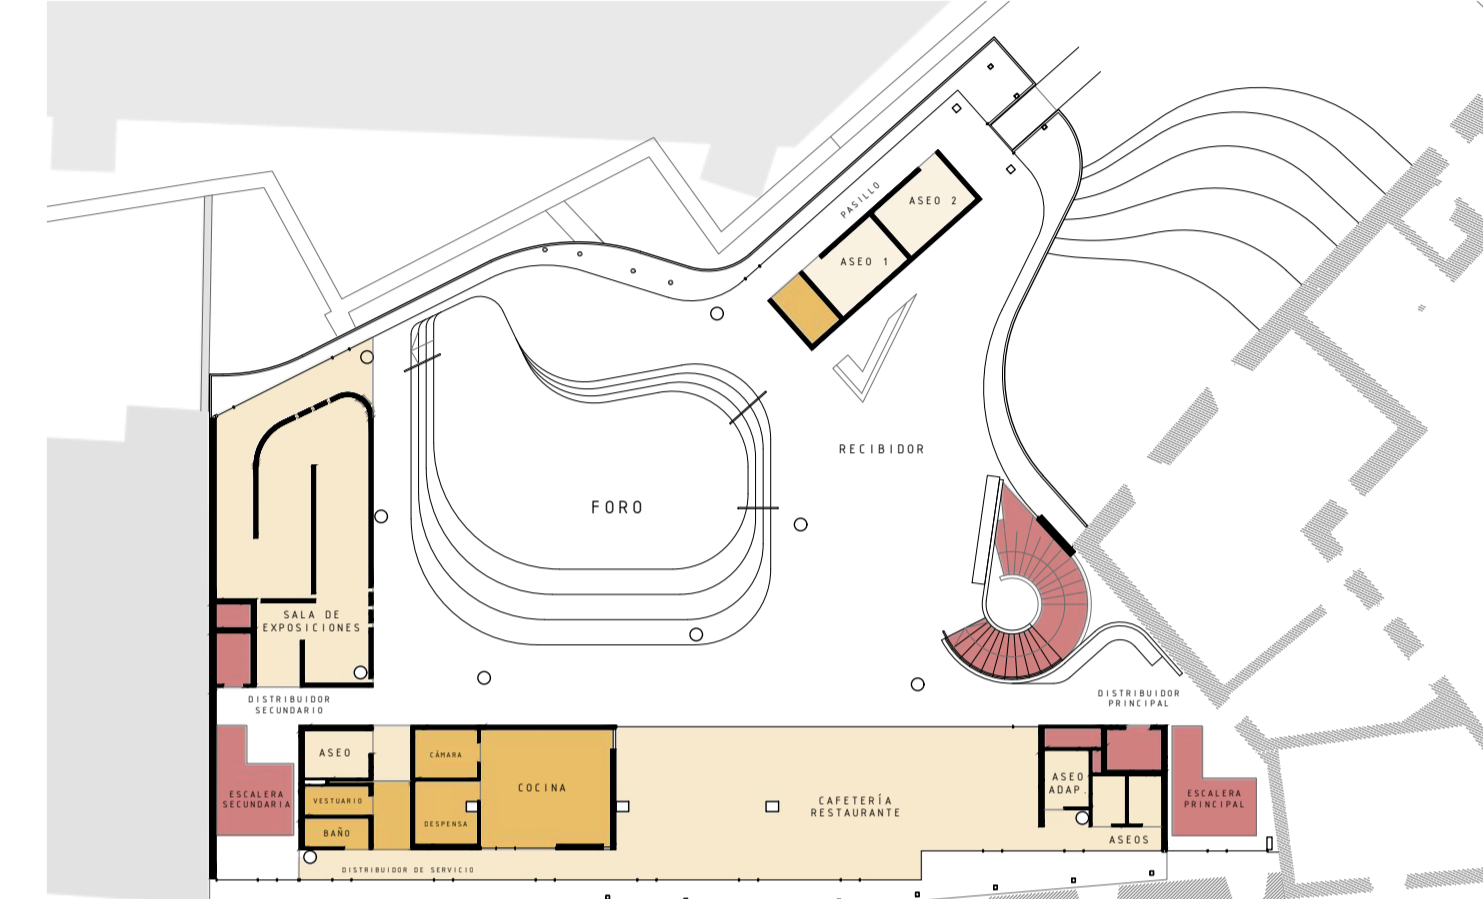 PASILLO
ASEO 2
ASEO 1
RECIBIDOR
FORO
SALA DE
EXPOSICIONES
DISTRIBUIDOR
SECUNDARIO
DISTRIBUIDOR
PRINCIPAL
ASEO
CÁMARA
COCINA
ESCALERA
SECUNDARIA
VESTUARIO
BAÑO
DESPENSA
CAFETERÍA
RESTAURANTE
ASEO
ADAP.
ESCALERA
PRINCIPAL
ASEOS
DISTRIBUIDOR DE SERVICIO